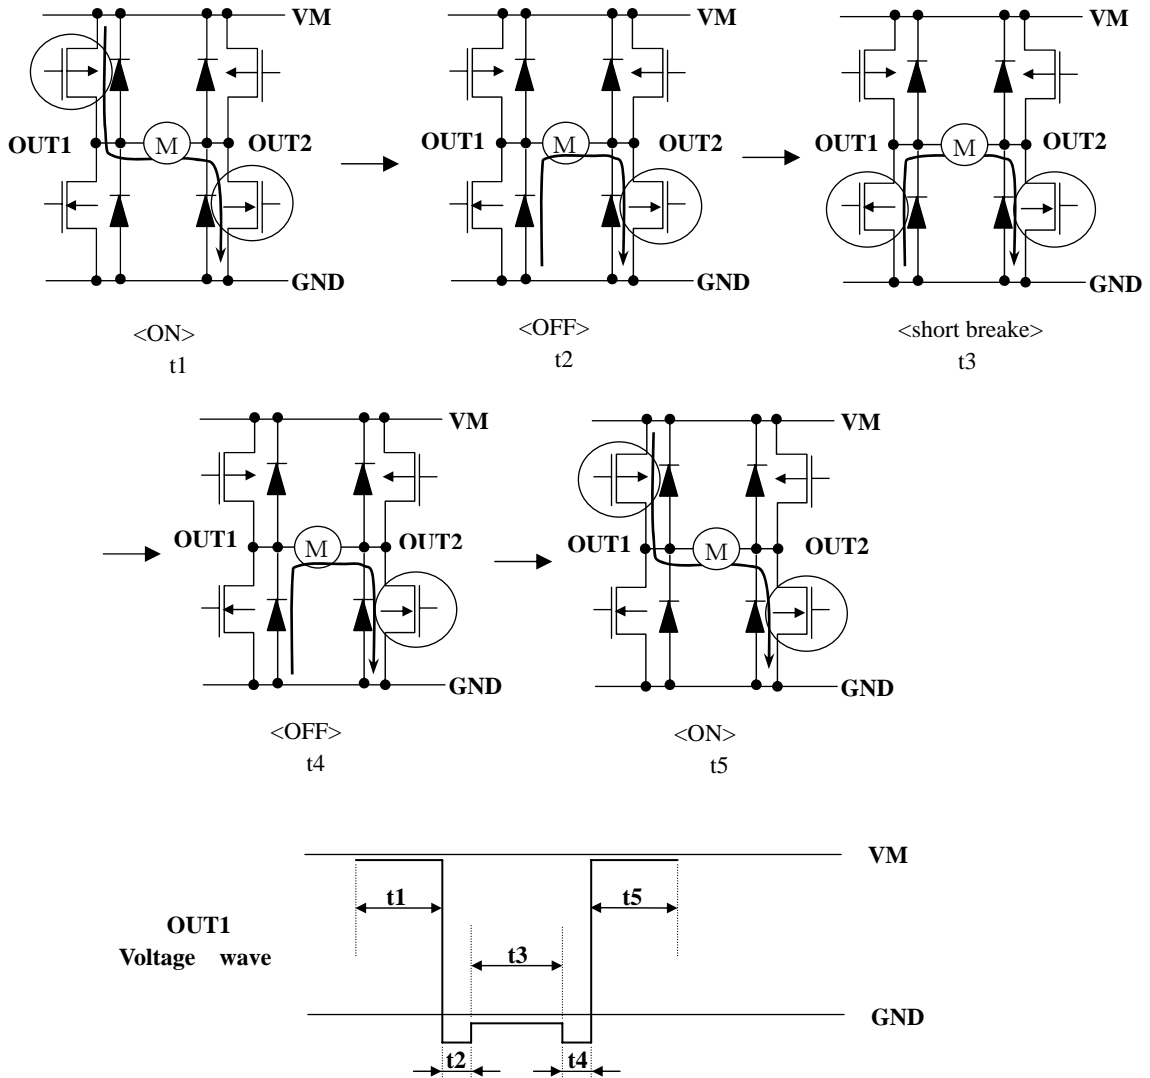 VM VM VM
OUT1 M OUT2 OUT1 M OUT2 OUT1 M OUT2
GND GND GND
<ON> <OFF> <short breake>
t1 t2 t3
VM VM
OUT1 M OUT2 OUT1 M OUT2
GND GND
<OFF> <ON>
t4 t5
VM
t1 t5
OUT1
Voltage wave
t3
GND
t2 t4